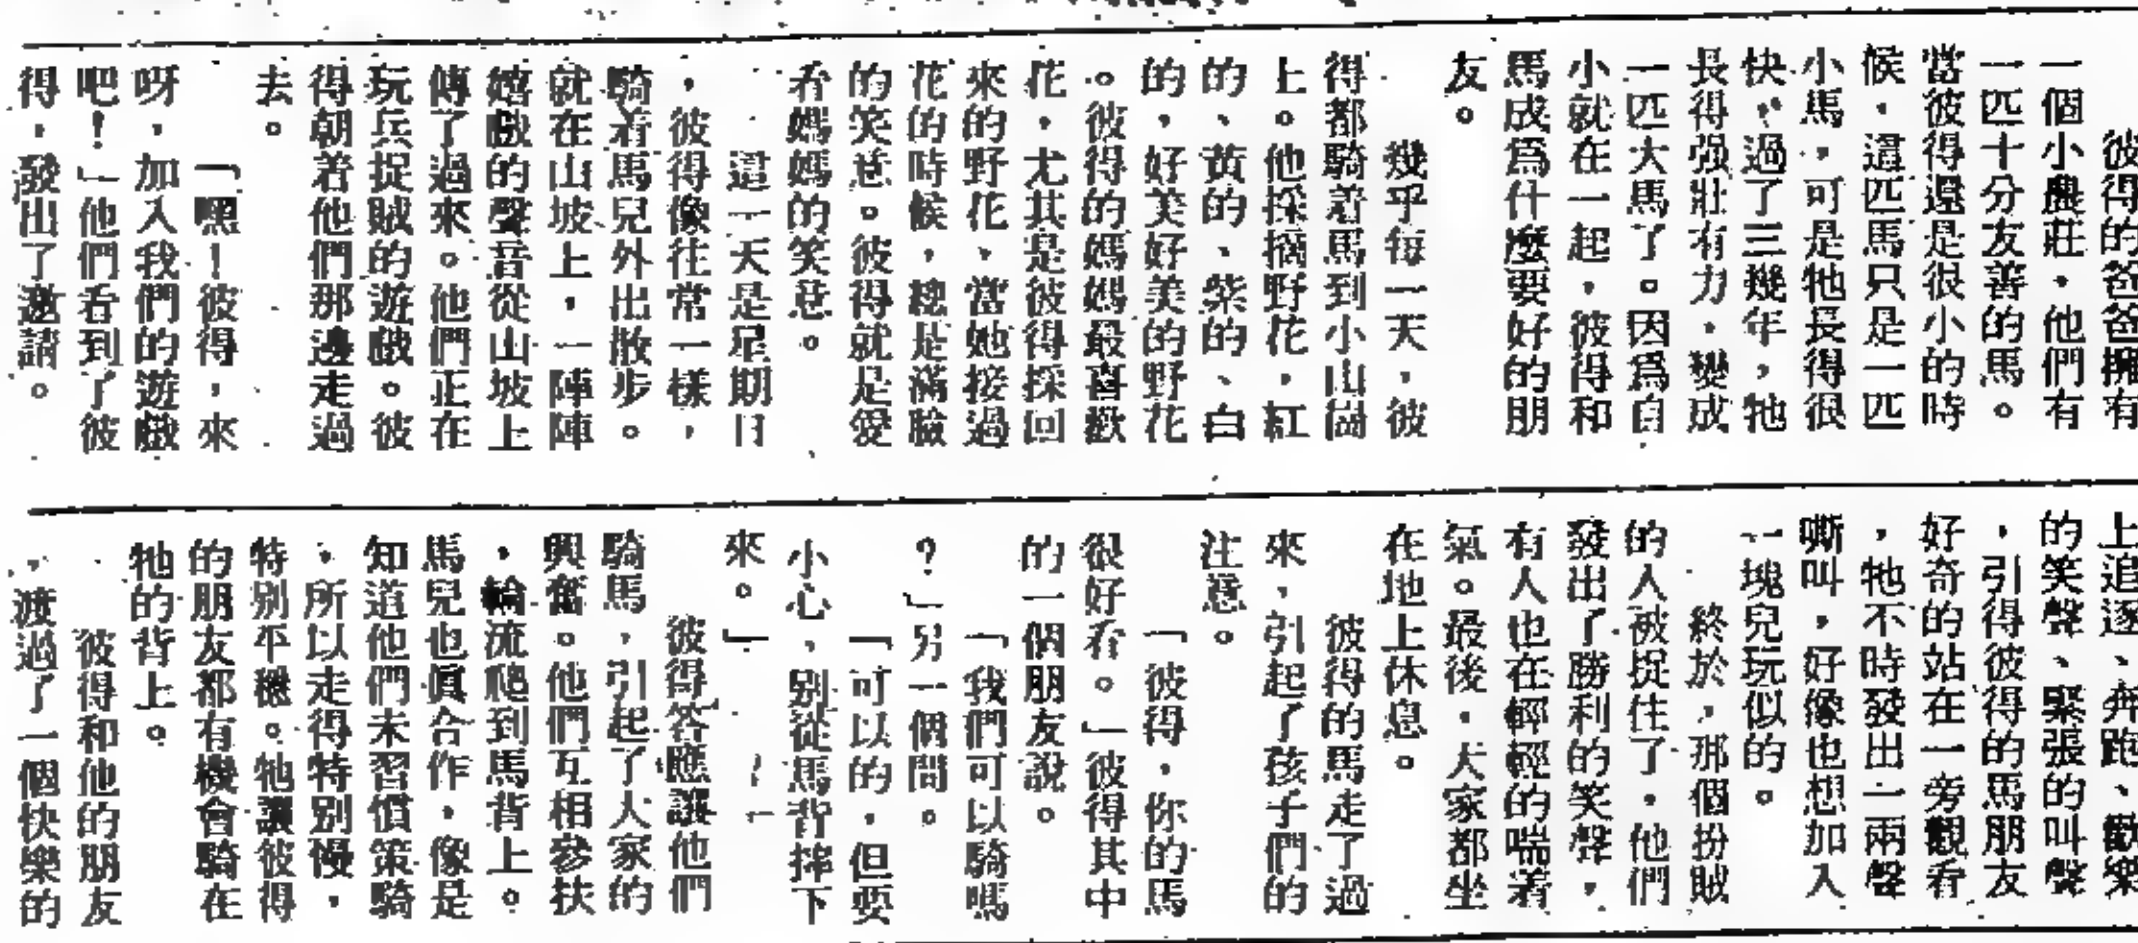 彼得的爸爸擁有
一個小農莊，他們有
一匹十分友善的馬。
當彼得還是很小的時
候，這匹馬只是一匹
小馬，可是牠長得很
快，過了三幾年，牠
長得强壯有力，變成
一匹大馬了。因爲自
小就在一起，彼得和
馬成爲什麼要好的朋
友。
幾乎每一天，彼
得都騎着馬到小山崗
上。他採摘野花，紅
的、黃的、紫的、白
的，好美好美的野花
。彼得的媽媽最喜歡
花，尤其是彼得採回
來的野花、當她接過
花的時候，總是滿臉
的笑意。彼得就是愛
看媽媽的笑意。
這一天是星期日
，彼得像往常一樣，
騎着馬兒外出散步。
就在山坡上，一陣陣
嬉戲的聲音從山坡上
傳了過來。他們正在
玩兵捉賊的遊戲。彼
得朝着他們那邊走過
去。
「嘿！彼得，來
呀，加入我們的遊戲
吧！」他們看到了彼
得，發出了邀請。
上追逐、奔跑、歡樂
的笑聲、緊張的叫聲
，引得彼得的馬朋友
好奇的站在一旁觀看
，牠不時發出一兩聲
嘶叫，好像也想加入
一塊兒玩似的。
終於，那個扮賊
的人被捉住了，他們
發出了勝利的笑聲，
有人也在輕輕的喘着
氣。最後，大家都坐
在地上休息。
彼得的馬走了過
來，引起了孩子們的
注意。
「彼得，你的馬
很好看。」彼得其中
的一個朋友說。
「我們可以騎嗎
？」另一個問。
「可以的，但要
小心，别從馬背摔下
來。」
彼得答應讓他們
騎馬，引起了大家的
興奮。他們互相參扶
，輪流爬到馬背上。
馬兒也眞合作，像是
知道他們未習慣策騎
，所以走得特别慢，
特别平穩。牠讓彼得
的朋友都有機會騎在
牠的背上。
彼得和他的朋友
，渡過了一個快樂的